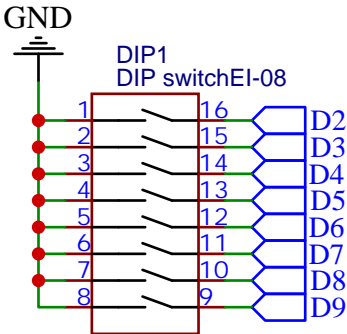 GND
DIP1
DIP switchEI-08
1 16 D2
2 15 D3
3 14 D4
4 13 D5
5 12 D6
6 11 D7
7 10 D8
8 9 D9